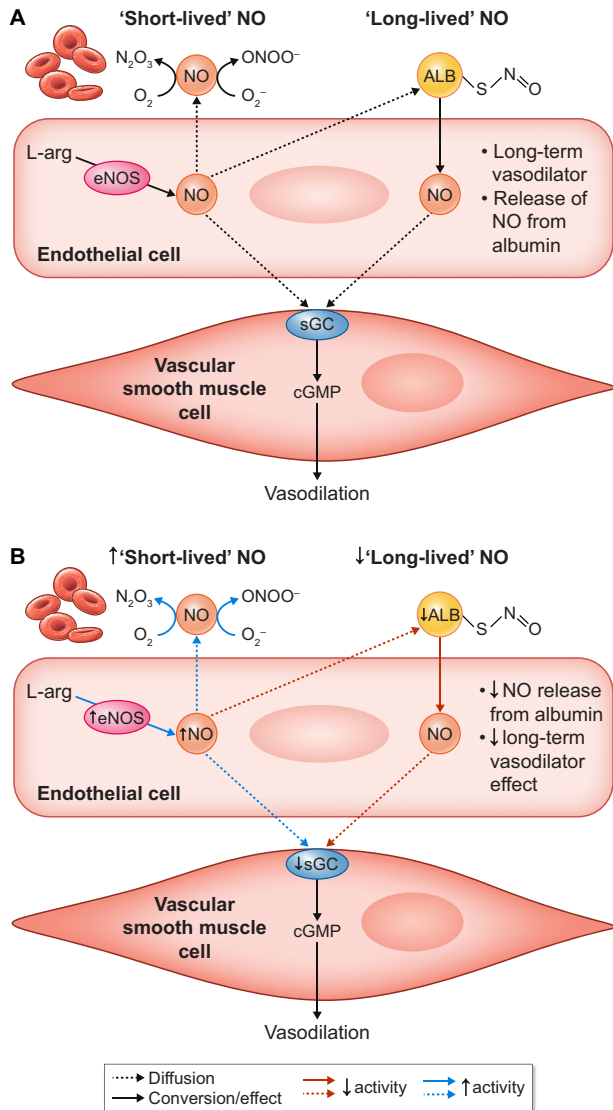 A
‘Short-lived’ NO
‘Long-lived’ NO
N₂O₃
NO
ONOO⁻
O₂
O₂⁻
ALB
S
N
O
L-arg
eNOS
NO
NO
• Long-term
vasodilator
• Release of
NO from
albumin
Endothelial cell
sGC
Vascular
smooth muscle
cell
cGMP
Vasodilation
B
↑‘Short-lived’ NO
↓‘Long-lived’ NO
N₂O₃
NO
ONOO⁻
O₂
O₂⁻
↓ALB
S
N
O
L-arg
↑eNOS
↑NO
NO
• ↓NO release
from albumin
• ↓long-term
vasodilator
effect
Endothelial cell
↓sGC
Vascular
smooth muscle
cell
cGMP
Vasodilation
Diffusion
Conversion/effect
↓activity
↑activity